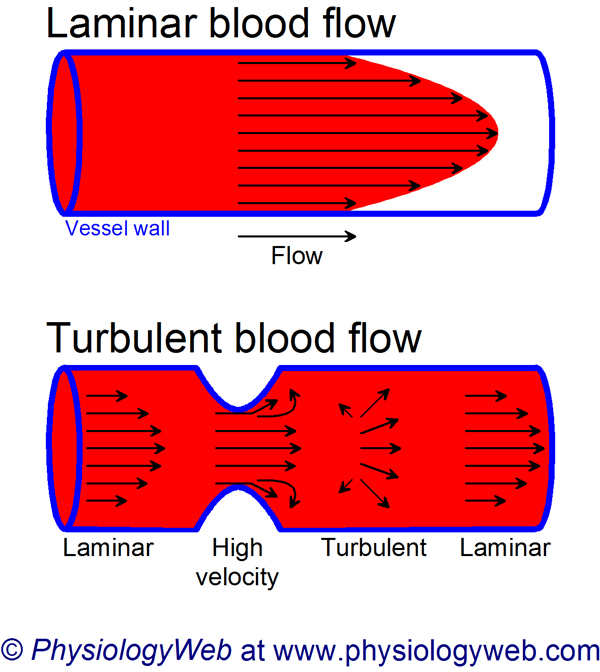 Laminar blood flow
Vessel wall
Flow
Turbulent blood flow
Laminar
High
velocity
Turbulent
Laminar
© PhysiologyWeb at www.physiologyweb.com